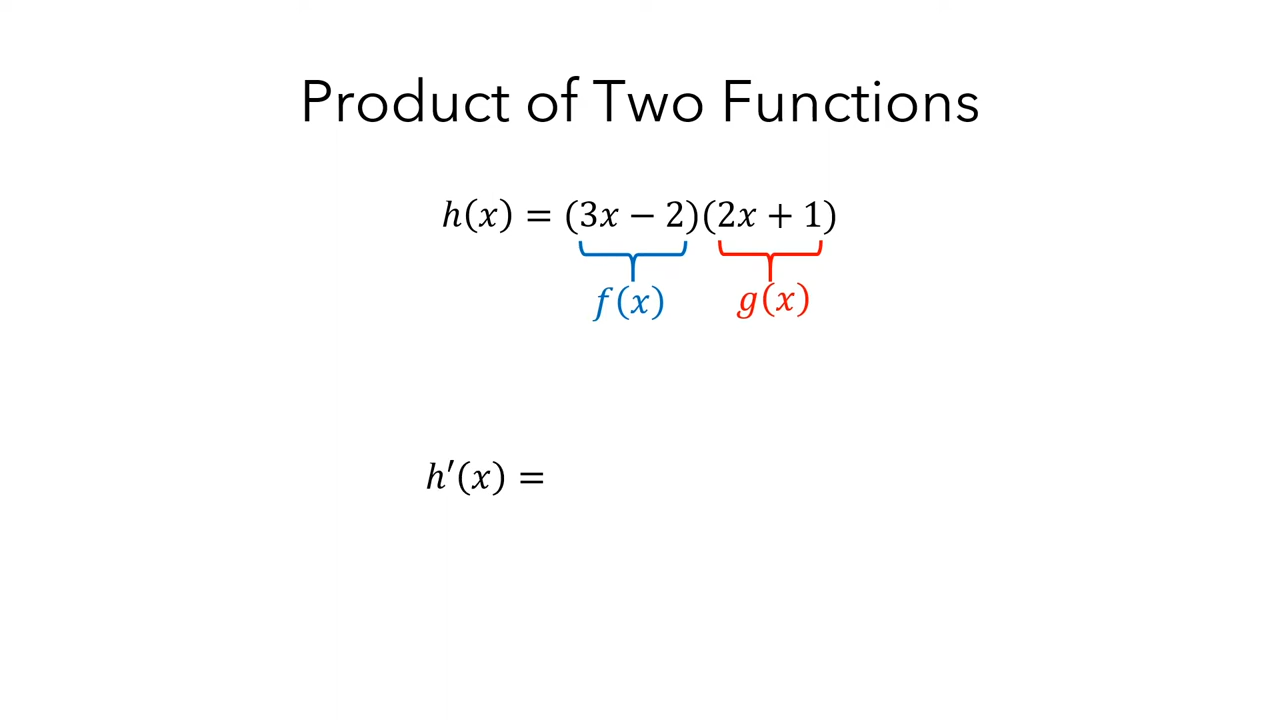 Product of Two Functions
h(x) = (3x − 2)(2x + 1)
f(x) g(x)
h′(x) =